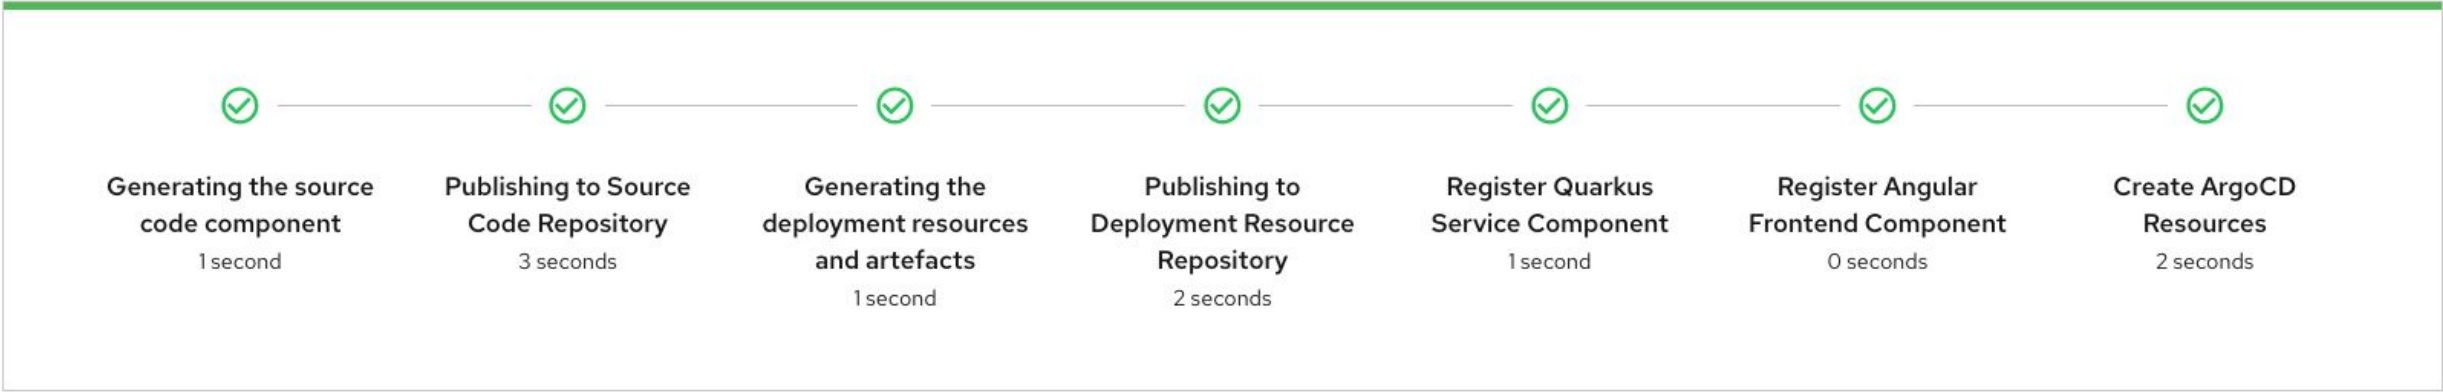 Generating the source
code component
1 second
Publishing to Source
Code Repository
3 seconds
Generating the
deployment resources
and artefacts
1 second
Publishing to
Deployment Resource
Repository
2 seconds
Register Quarkus
Service Component
1 second
Register Angular
Frontend Component
0 seconds
Create ArgoCD
Resources
2 seconds